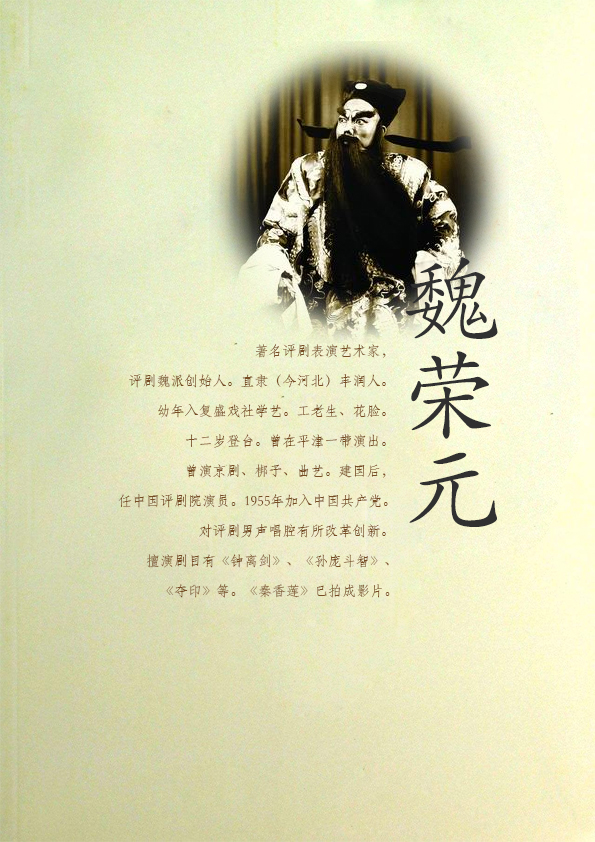 魏荣元
著名评剧表演艺术家，
评剧魏派创始人。直隶（今河北）丰润人。
幼年入复盛戏社学艺。工老生、花脸。
十二岁登台。曾在平津一带演出。
曾演京剧、梆子、曲艺。建国后，
任中国评剧院演员。1955年加入中国共产党。
对评剧男声唱腔有所改革创新。
擅演剧目有《钟离剑》、《孙庞斗智》、
《夺印》等。《秦香莲》已拍成影片。